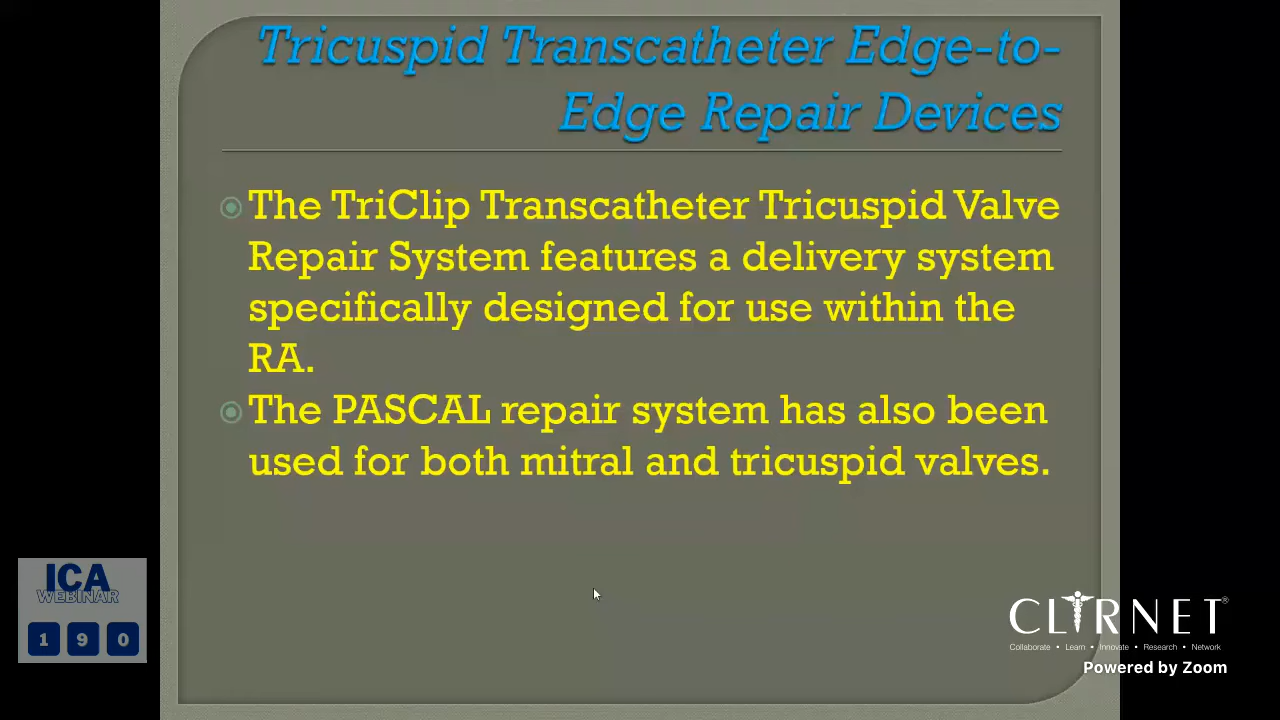 Tricuspid Transcatheter Edge-to-
Edge Repair Devices
The TriClip Transcatheter Tricuspid Valve
Repair System features a delivery system
specifically designed for use within the
RA.
The PASCAL repair system has also been
used for both mitral and tricuspid valves.
ICA
WEBINAR
1 9 0
CLIRNET®
Collaborate • Learn • Innovate • Research • Network
Powered by Zoom